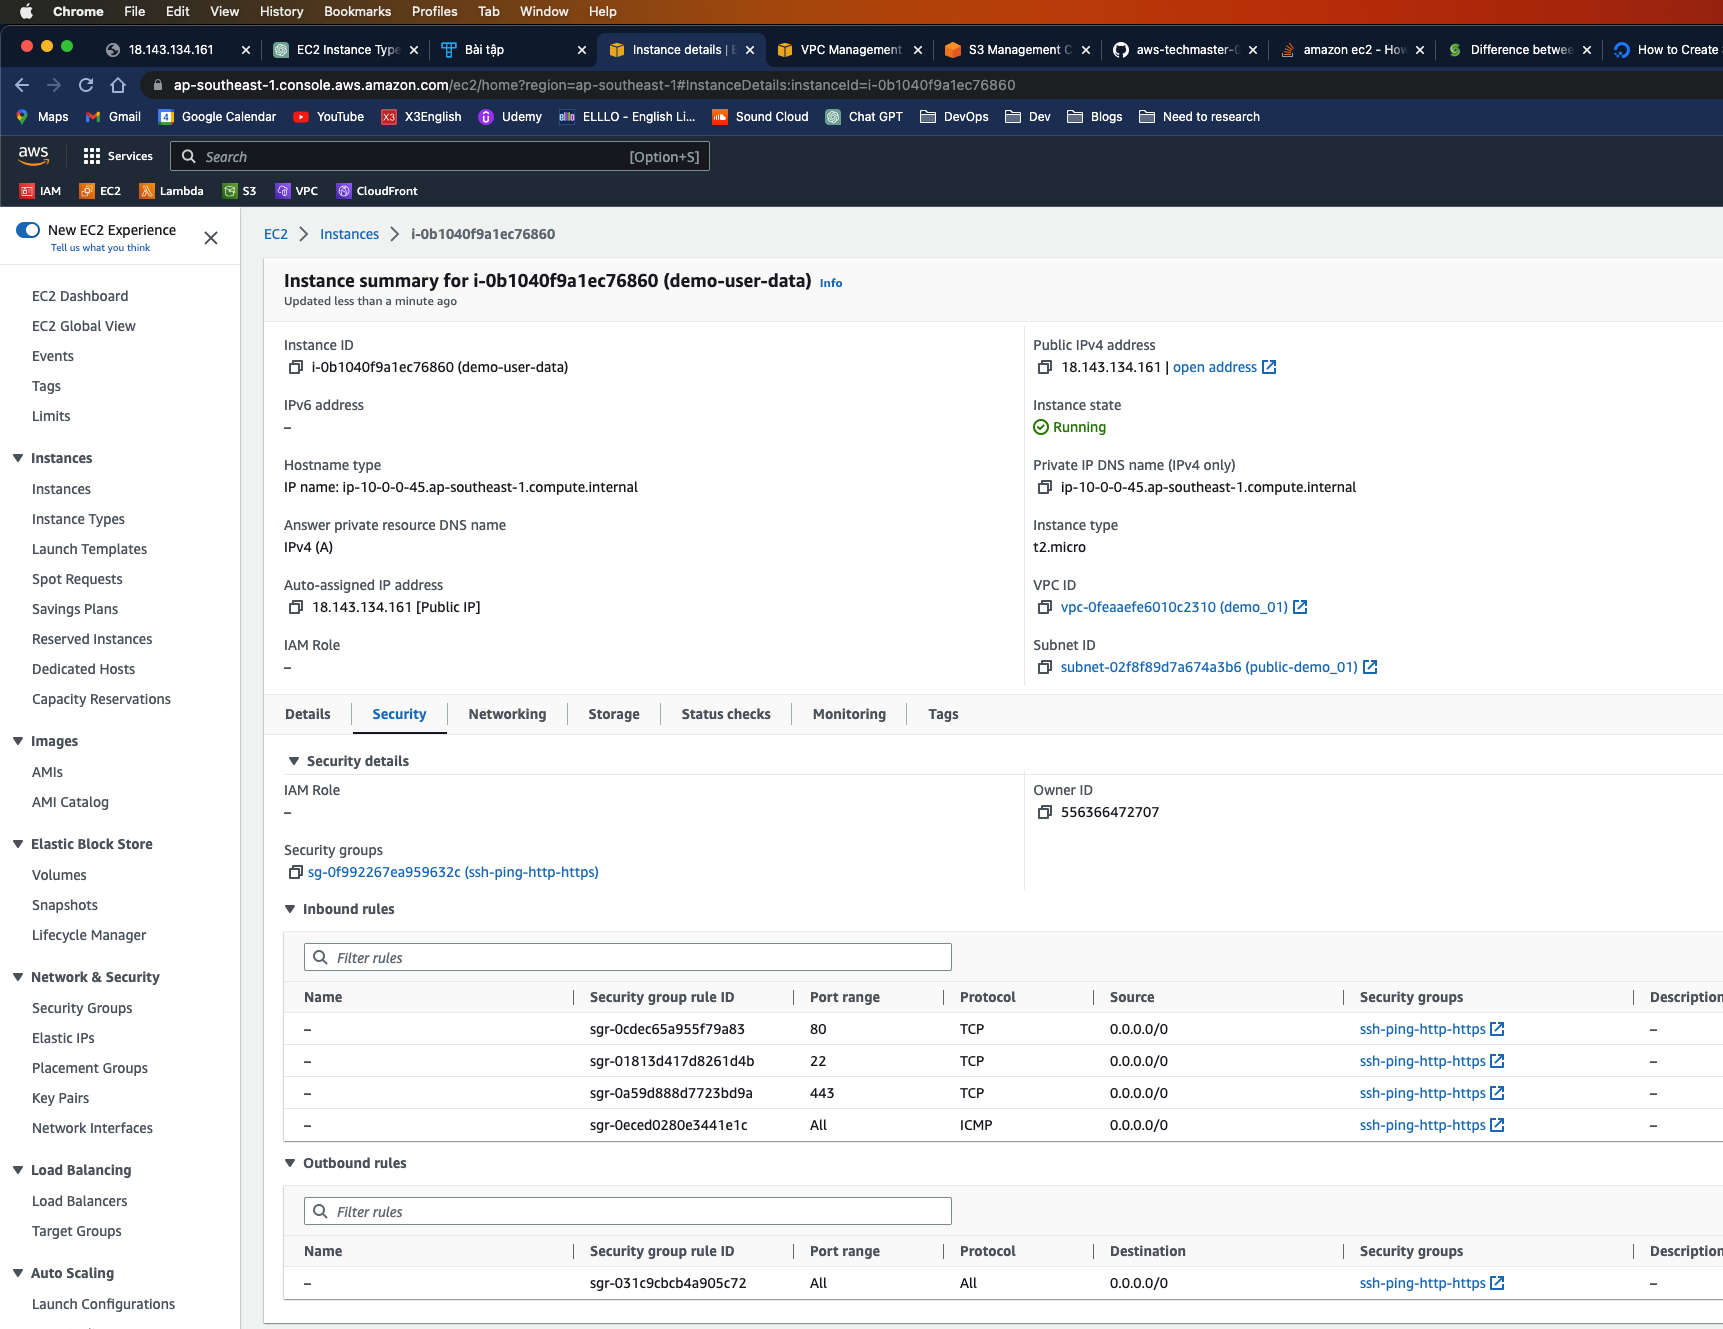 Chrome File Edit View History Bookmarks Profiles Tab Window Help
18.143.134.161
EC2 Instance Type
Bài tập
Instance details | E
VPC Management
S3 Management C
aws-techmaster-0
amazon ec2 - How
Difference betwee
How to Create
ap-southeast-1.console.aws.amazon.com/ec2/home?region=ap-southeast-1#InstanceDetails:instanceId=i-0b1040f9a1ec76860
Maps Gmail Google Calendar YouTube X3English Udemy ELLLO - English Li... Sound Cloud Chat GPT DevOps Dev Blogs Need to research
aws Services Search [Option+S]
IAM EC2 Lambda S3 VPC CloudFront
New EC2 Experience
Tell us what you think
EC2 Dashboard
EC2 Global View
Events
Tags
Limits
Instances
Instances
Instance Types
Launch Templates
Spot Requests
Savings Plans
Reserved Instances
Dedicated Hosts
Capacity Reservations
Images
AMIs
AMI Catalog
Elastic Block Store
Volumes
Snapshots
Lifecycle Manager
Network & Security
Security Groups
Elastic IPs
Placement Groups
Key Pairs
Network Interfaces
Load Balancing
Load Balancers
Target Groups
Auto Scaling
Launch Configurations
EC2 > Instances > i-0b1040f9a1ec76860
Instance summary for i-0b1040f9a1ec76860 (demo-user-data) Info
Updated less than a minute ago
Instance ID
i-0b1040f9a1ec76860 (demo-user-data)
IPv6 address
–
Hostname type
IP name: ip-10-0-0-45.ap-southeast-1.compute.internal
Answer private resource DNS name
IPv4 (A)
Auto-assigned IP address
18.143.134.161 [Public IP]
IAM Role
–
Public IPv4 address
18.143.134.161 | open address
Instance state
Running
Private IP DNS name (IPv4 only)
ip-10-0-0-45.ap-southeast-1.compute.internal
Instance type
t2.micro
VPC ID
vpc-0feaaefe6010c2310 (demo_01)
Subnet ID
subnet-02f8f89d7a674a3b6 (public-demo_01)
Details Security Networking Storage Status checks Monitoring Tags
Security details
IAM Role
–
Owner ID
556366472707
Security groups
sg-0f992267ea959632c (ssh-ping-http-https)
Inbound rules
Filter rules
Name Security group rule ID Port range Protocol Source Security groups Description
– sgr-0cdec65a955f79a83 80 TCP 0.0.0.0/0 ssh-ping-http-https –
– sgr-01813d417d8261d4b 22 TCP 0.0.0.0/0 ssh-ping-http-https –
– sgr-0a59d888d7723bd9a 443 TCP 0.0.0.0/0 ssh-ping-http-https –
– sgr-0eced0280e3441e1c All ICMP 0.0.0.0/0 ssh-ping-http-https –
Outbound rules
Filter rules
Name Security group rule ID Port range Protocol Destination Security groups Description
– sgr-031c9cbcb4a905c72 All All 0.0.0.0/0 ssh-ping-http-https –